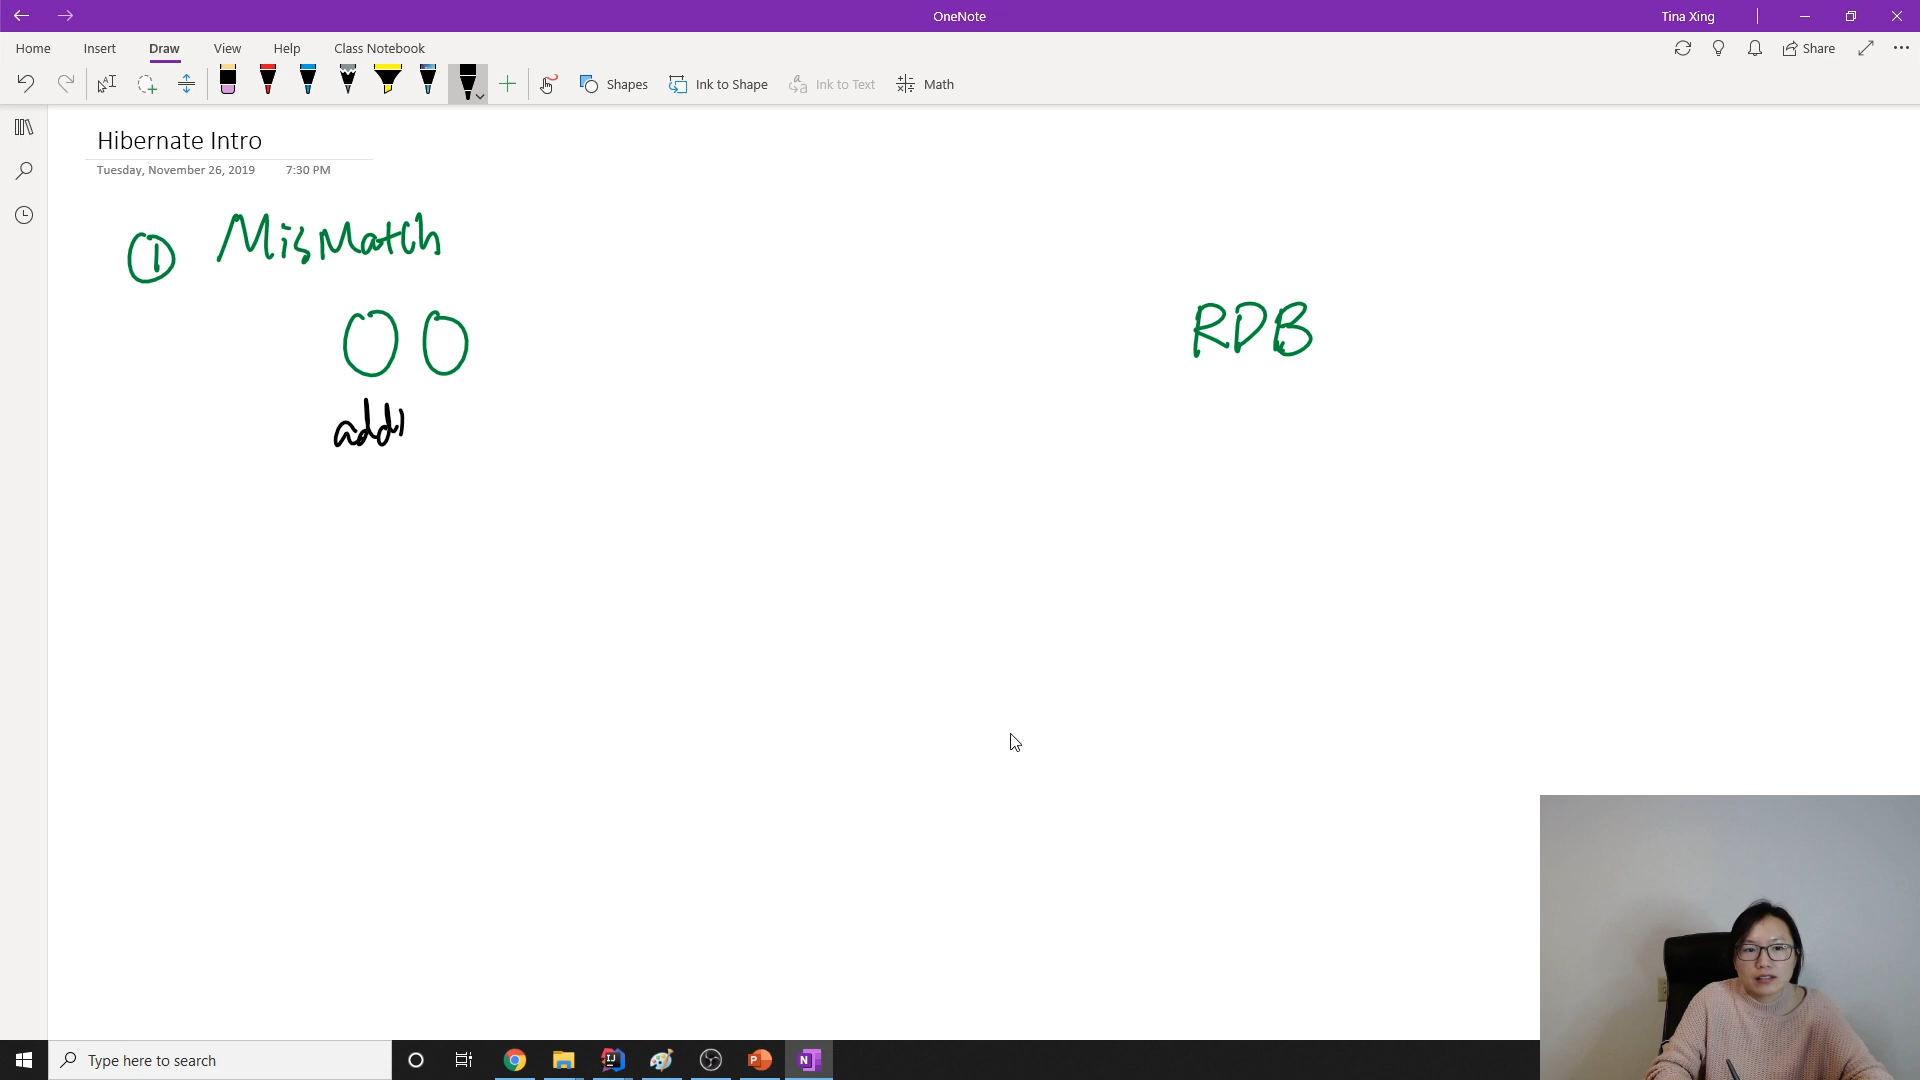 OneNote
Tina Xing
Home Insert Draw View Help Class Notebook
Share
Shapes Ink to Shape Ink to Text Math
Hibernate Intro
Tuesday, November 26, 2019 7:30 PM
① MisMatch
OO RDB
add
Type here to search